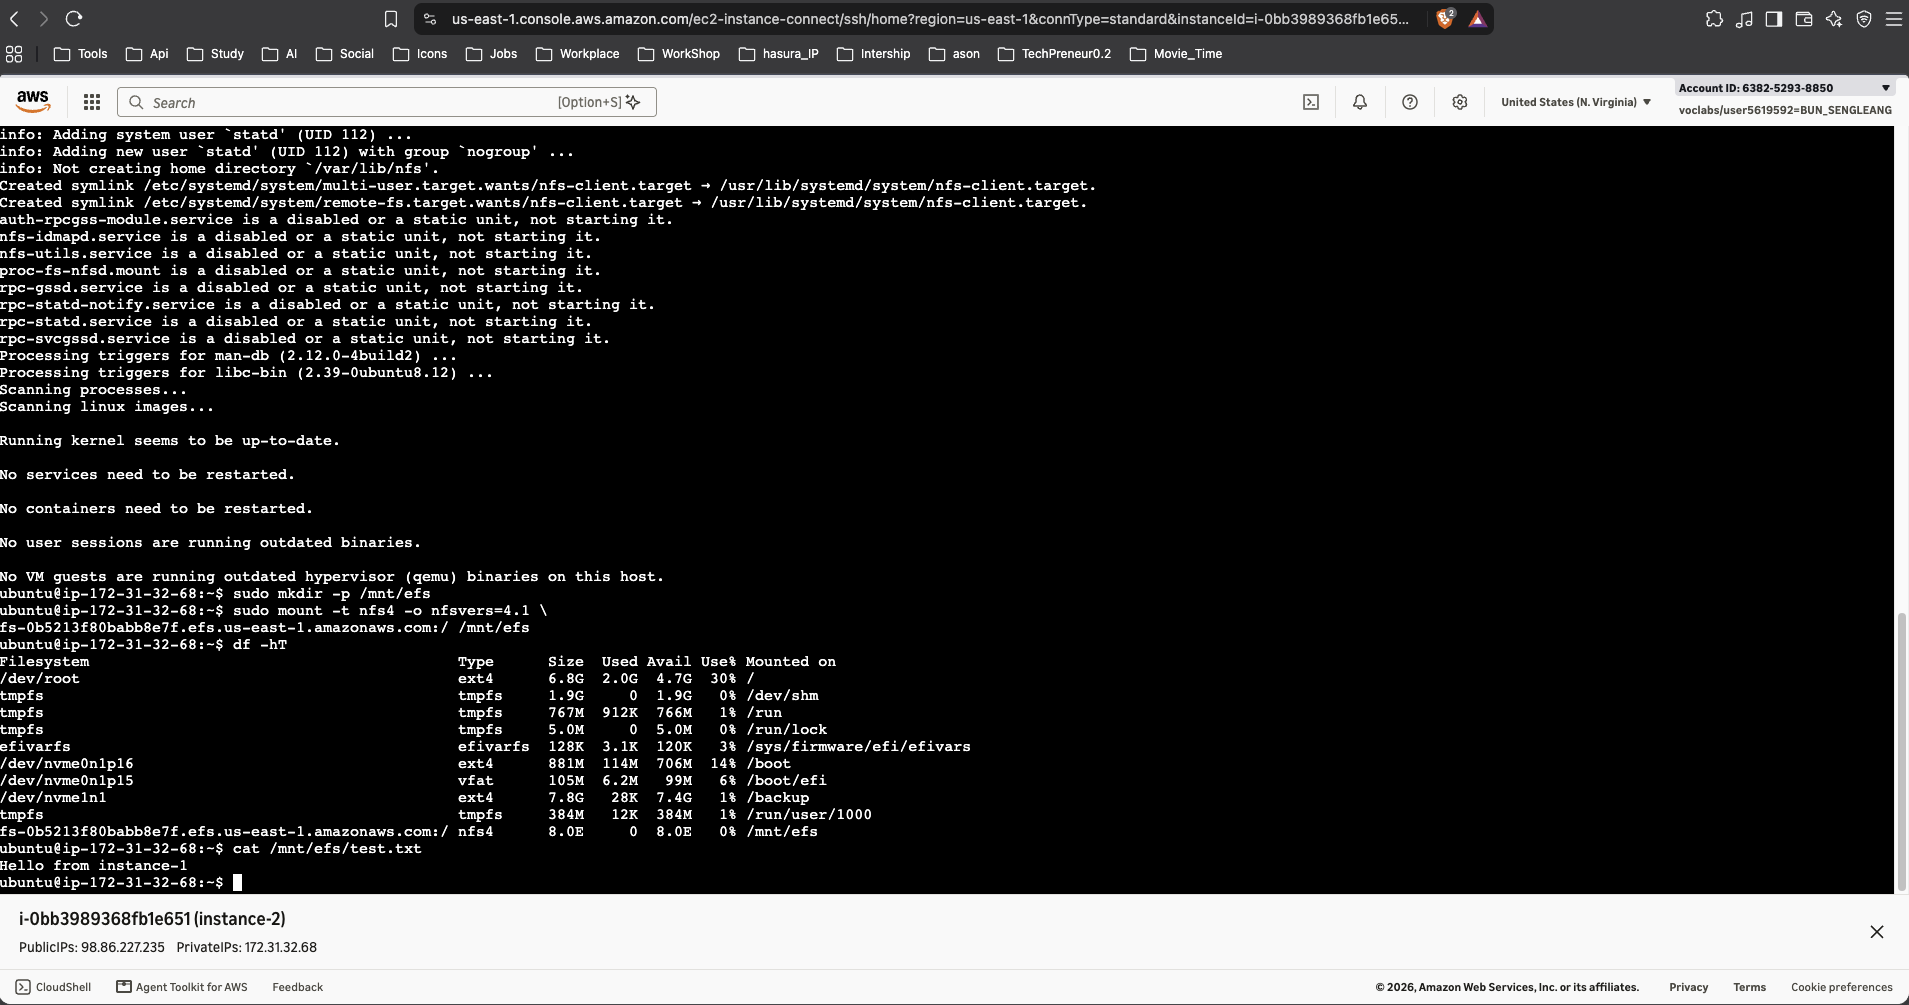 us-east-1.console.aws.amazon.com/ec2-instance-connect/ssh/home?region=us-east-1&connType=standard&instanceId=i-0bb3989368fb1e65...
2
Tools Api Study AI Social Icons Jobs Workplace WorkShop hasura_IP Intership ason TechPreneur0.2 Movie_Time
aws
Search [Option+S]
United States (N. Virginia)
Account ID: 6382-5293-8850
voclabs/user5619592=BUN_SENGLEANG
info: Adding system user `statd' (UID 112) ...
info: Adding new user `statd' (UID 112) with group `nogroup' ...
info: Not creating home directory `/var/lib/nfs'.
Created symlink /etc/systemd/system/multi-user.target.wants/nfs-client.target → /usr/lib/systemd/system/nfs-client.target.
Created symlink /etc/systemd/system/remote-fs.target.wants/nfs-client.target → /usr/lib/systemd/system/nfs-client.target.
auth-rpcgss-module.service is a disabled or a static unit, not starting it.
nfs-idmapd.service is a disabled or a static unit, not starting it.
nfs-utils.service is a disabled or a static unit, not starting it.
proc-fs-nfsd.mount is a disabled or a static unit, not starting it.
rpc-gssd.service is a disabled or a static unit, not starting it.
rpc-statd-notify.service is a disabled or a static unit, not starting it.
rpc-statd.service is a disabled or a static unit, not starting it.
rpc-svcgssd.service is a disabled or a static unit, not starting it.
Processing triggers for man-db (2.12.0-4build2) ...
Processing triggers for libc-bin (2.39-0ubuntu8.12) ...
Scanning processes...
Scanning linux images...
Running kernel seems to be up-to-date.
No services need to be restarted.
No containers need to be restarted.
No user sessions are running outdated binaries.
No VM guests are running outdated hypervisor (qemu) binaries on this host.
ubuntu@ip-172-31-32-68:~$ sudo mkdir -p /mnt/efs
ubuntu@ip-172-31-32-68:~$ sudo mount -t nfs4 -o nfsvers=4.1 \
fs-0b5213f80babb8e7f.efs.us-east-1.amazonaws.com:/ /mnt/efs
ubuntu@ip-172-31-32-68:~$ df -hT
Filesystem Type Size Used Avail Use% Mounted on
/dev/root ext4 6.8G 2.0G 4.7G 30% /
tmpfs tmpfs 1.9G 0 1.9G 0% /dev/shm
tmpfs tmpfs 767M 912K 766M 1% /run
tmpfs tmpfs 5.0M 0 5.0M 0% /run/lock
efivarfs efivarfs 128K 3.1K 120K 3% /sys/firmware/efi/efivars
/dev/nvme0n1p16 ext4 881M 114M 706M 14% /boot
/dev/nvme0n1p15 vfat 105M 6.2M 99M 6% /boot/efi
/dev/nvme1n1 ext4 7.8G 28K 7.4G 1% /backup
tmpfs tmpfs 384M 12K 384M 1% /run/user/1000
fs-0b5213f80babb8e7f.efs.us-east-1.amazonaws.com:/ nfs4 8.0E 0 8.0E 0% /mnt/efs
ubuntu@ip-172-31-32-68:~$ cat /mnt/efs/test.txt
Hello from instance-1
ubuntu@ip-172-31-32-68:~$
i-0bb3989368fb1e651 (instance-2)
PublicIPs: 98.86.227.235 PrivateIPs: 172.31.32.68
CloudShell Agent Toolkit for AWS Feedback © 2026, Amazon Web Services, Inc. or its affiliates. Privacy Terms Cookie preferences